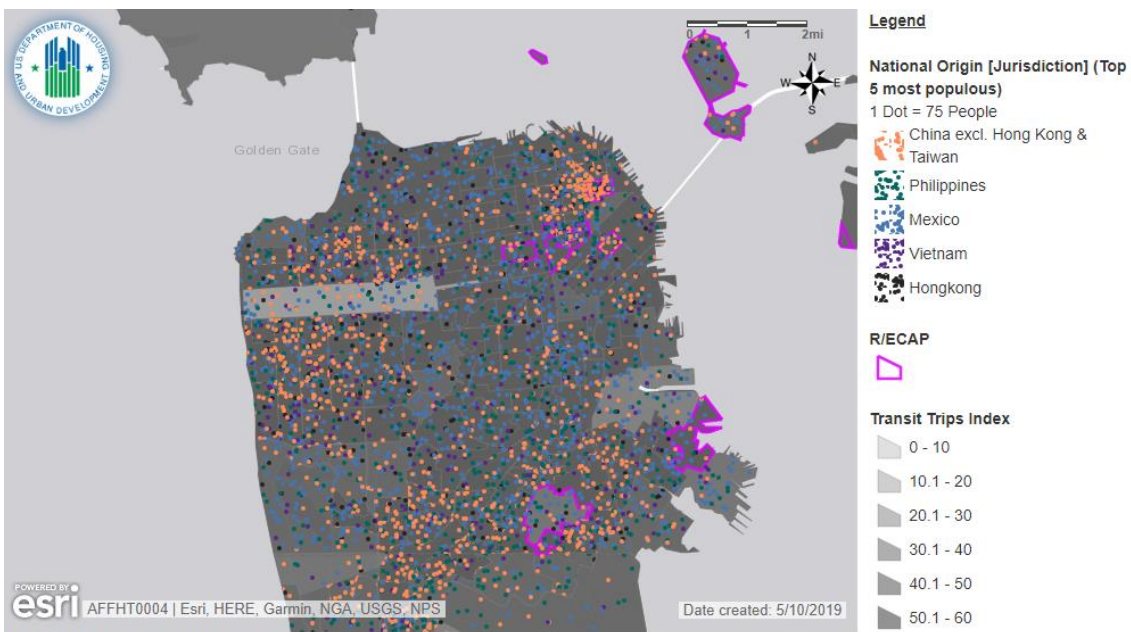 US DEPARTMENT OF HOUSING
AND URBAN DEVELOPMENT
Golden Gate
0 1 2mi
N
W E
S
POWERED BY
esri
AFFHT0004 | Esri, HERE, Garmin, NGA, USGS, NPS
Date created: 5/10/2019
Legend
National Origin [Jurisdiction] (Top
5 most populous)
1 Dot = 75 People
China excl. Hong Kong &
Taiwan
Philippines
Mexico
Vietnam
Hongkong
R/ECAP
Transit Trips Index
0 - 10
10.1 - 20
20.1 - 30
30.1 - 40
40.1 - 50
50.1 - 60